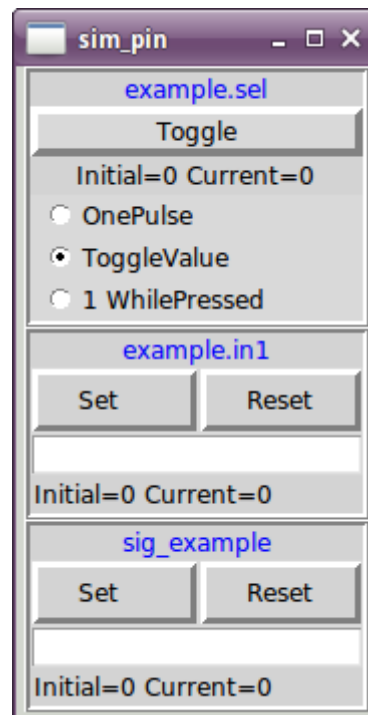 sim_pin
example.sel
Toggle
Initial=0 Current=0
OnePulse
ToggleValue
1 WhilePressed
example.in1
Set Reset
Initial=0 Current=0
sig_example
Set Reset
Initial=0 Current=0